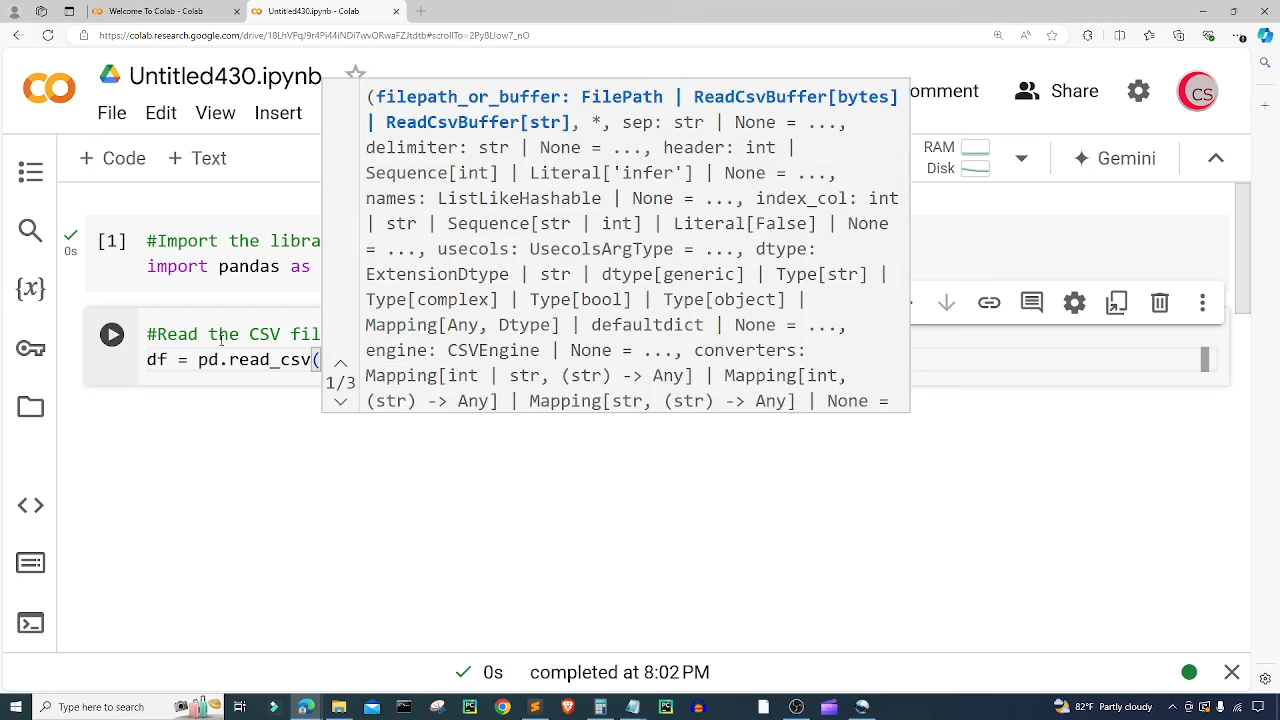 Welcome To Colab - Colab
Untitled430.ipynb - Colab
https://colab.research.google.com/drive/18LhVPqJ9r4Pi44iNDi7wvORwaFZJtdtb#scrollTo=2Py8LIow7_nO
Untitled430.ipynb
File Edit View Insert
omment
Share
CS
+ Code + Text
RAM
Disk
Gemini
(filepath_or_buffer: FilePath | ReadCsvBuffer[bytes]
| ReadCsvBuffer[str], *, sep: str | None = ...,
delimiter: str | None = ..., header: int |
Sequence[int] | Literal['infer'] | None = ...,
names: ListLikeHashable | None = ..., index_col: int
| str | Sequence[str | int] | Literal[False] | None
= ..., usecols: UsecolsArgType = ..., dtype:
ExtensionDtype | str | dtype[generic] | Type[str] |
Type[complex] | Type[bool] | Type[object] |
Mapping[Any, Dtype] | defaultdict | None = ...,
engine: CSVEngine | None = ..., converters:
Mapping[int | str, (str) -> Any] | Mapping[int,
(str) -> Any] | Mapping[str, (str) -> Any] | None =
1/3
[1] #Import the libra
import pandas as
0s
#Read the CSV fil
df = pd.read_csv(
{x}
0s completed at 8:02 PM
Type here to search
83°F Partly cloudy